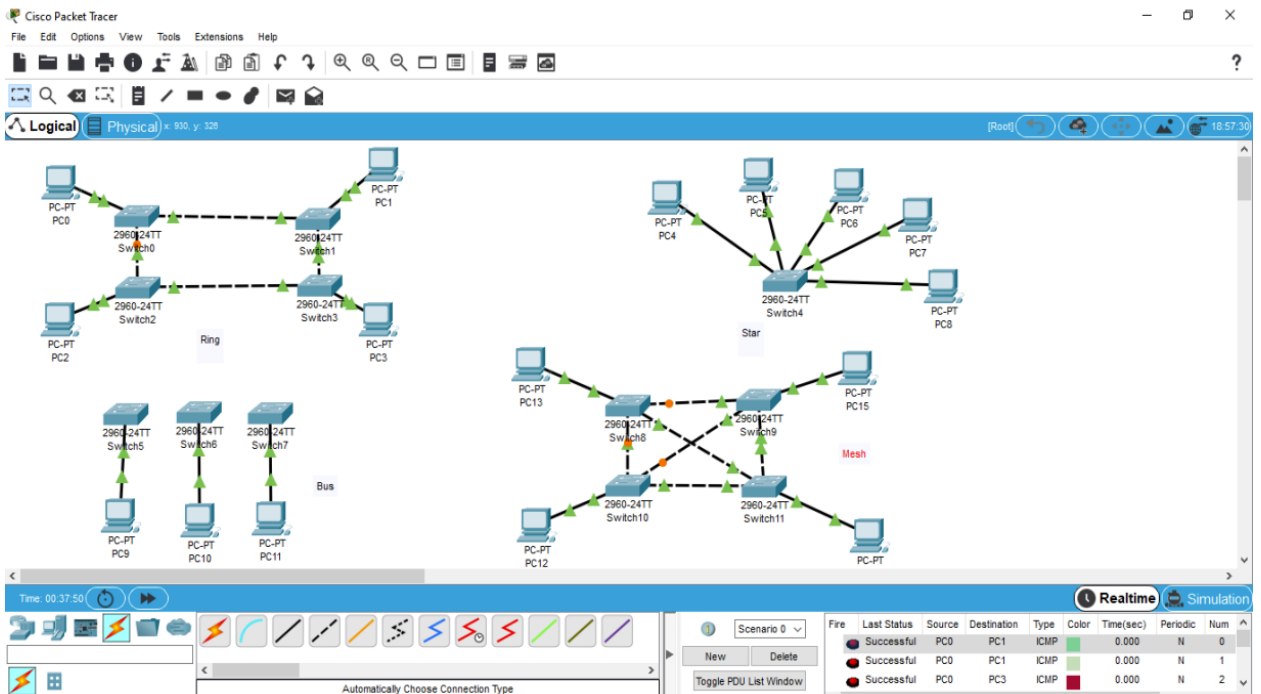 Cisco Packet Tracer
File Edit Options View Tools Extensions Help
?
Logical Physical x: 930, y: 326 [Root] 18:57:30
PC-PT
PC0
PC-PT
PC1
2960-24TT
Switch0
2960-24TT
Switch1
2960-24TT
Switch2
2960-24TT
Switch3
PC-PT
PC2
Ring
PC-PT
PC3
PC-PT
PC4
PC-PT
PC5
PC-PT
PC6
PC-PT
PC7
2960-24TT
Switch4
PC-PT
PC8
Star
PC-PT
PC13
PC-PT
PC15
2960-24TT
Switch8
2960-24TT
Switch9
Mesh
2960-24TT
Switch10
2960-24TT
Switch11
PC-PT
PC12
PC-PT
2960-24TT
Switch5
2960-24TT
Switch6
2960-24TT
Switch7
Bus
PC-PT
PC9
PC-PT
PC10
PC-PT
PC11
Time: 00:37:50 Realtime Simulation
Scenario 0
New Delete
Toggle PDU List Window
Fire Last Status Source Destination Type Color Time(sec) Periodic Num
Successful PC0 PC1 ICMP 0.000 N 0
Successful PC0 PC1 ICMP 0.000 N 1
Successful PC0 PC3 ICMP 0.000 N 2
Automatically Choose Connection Type